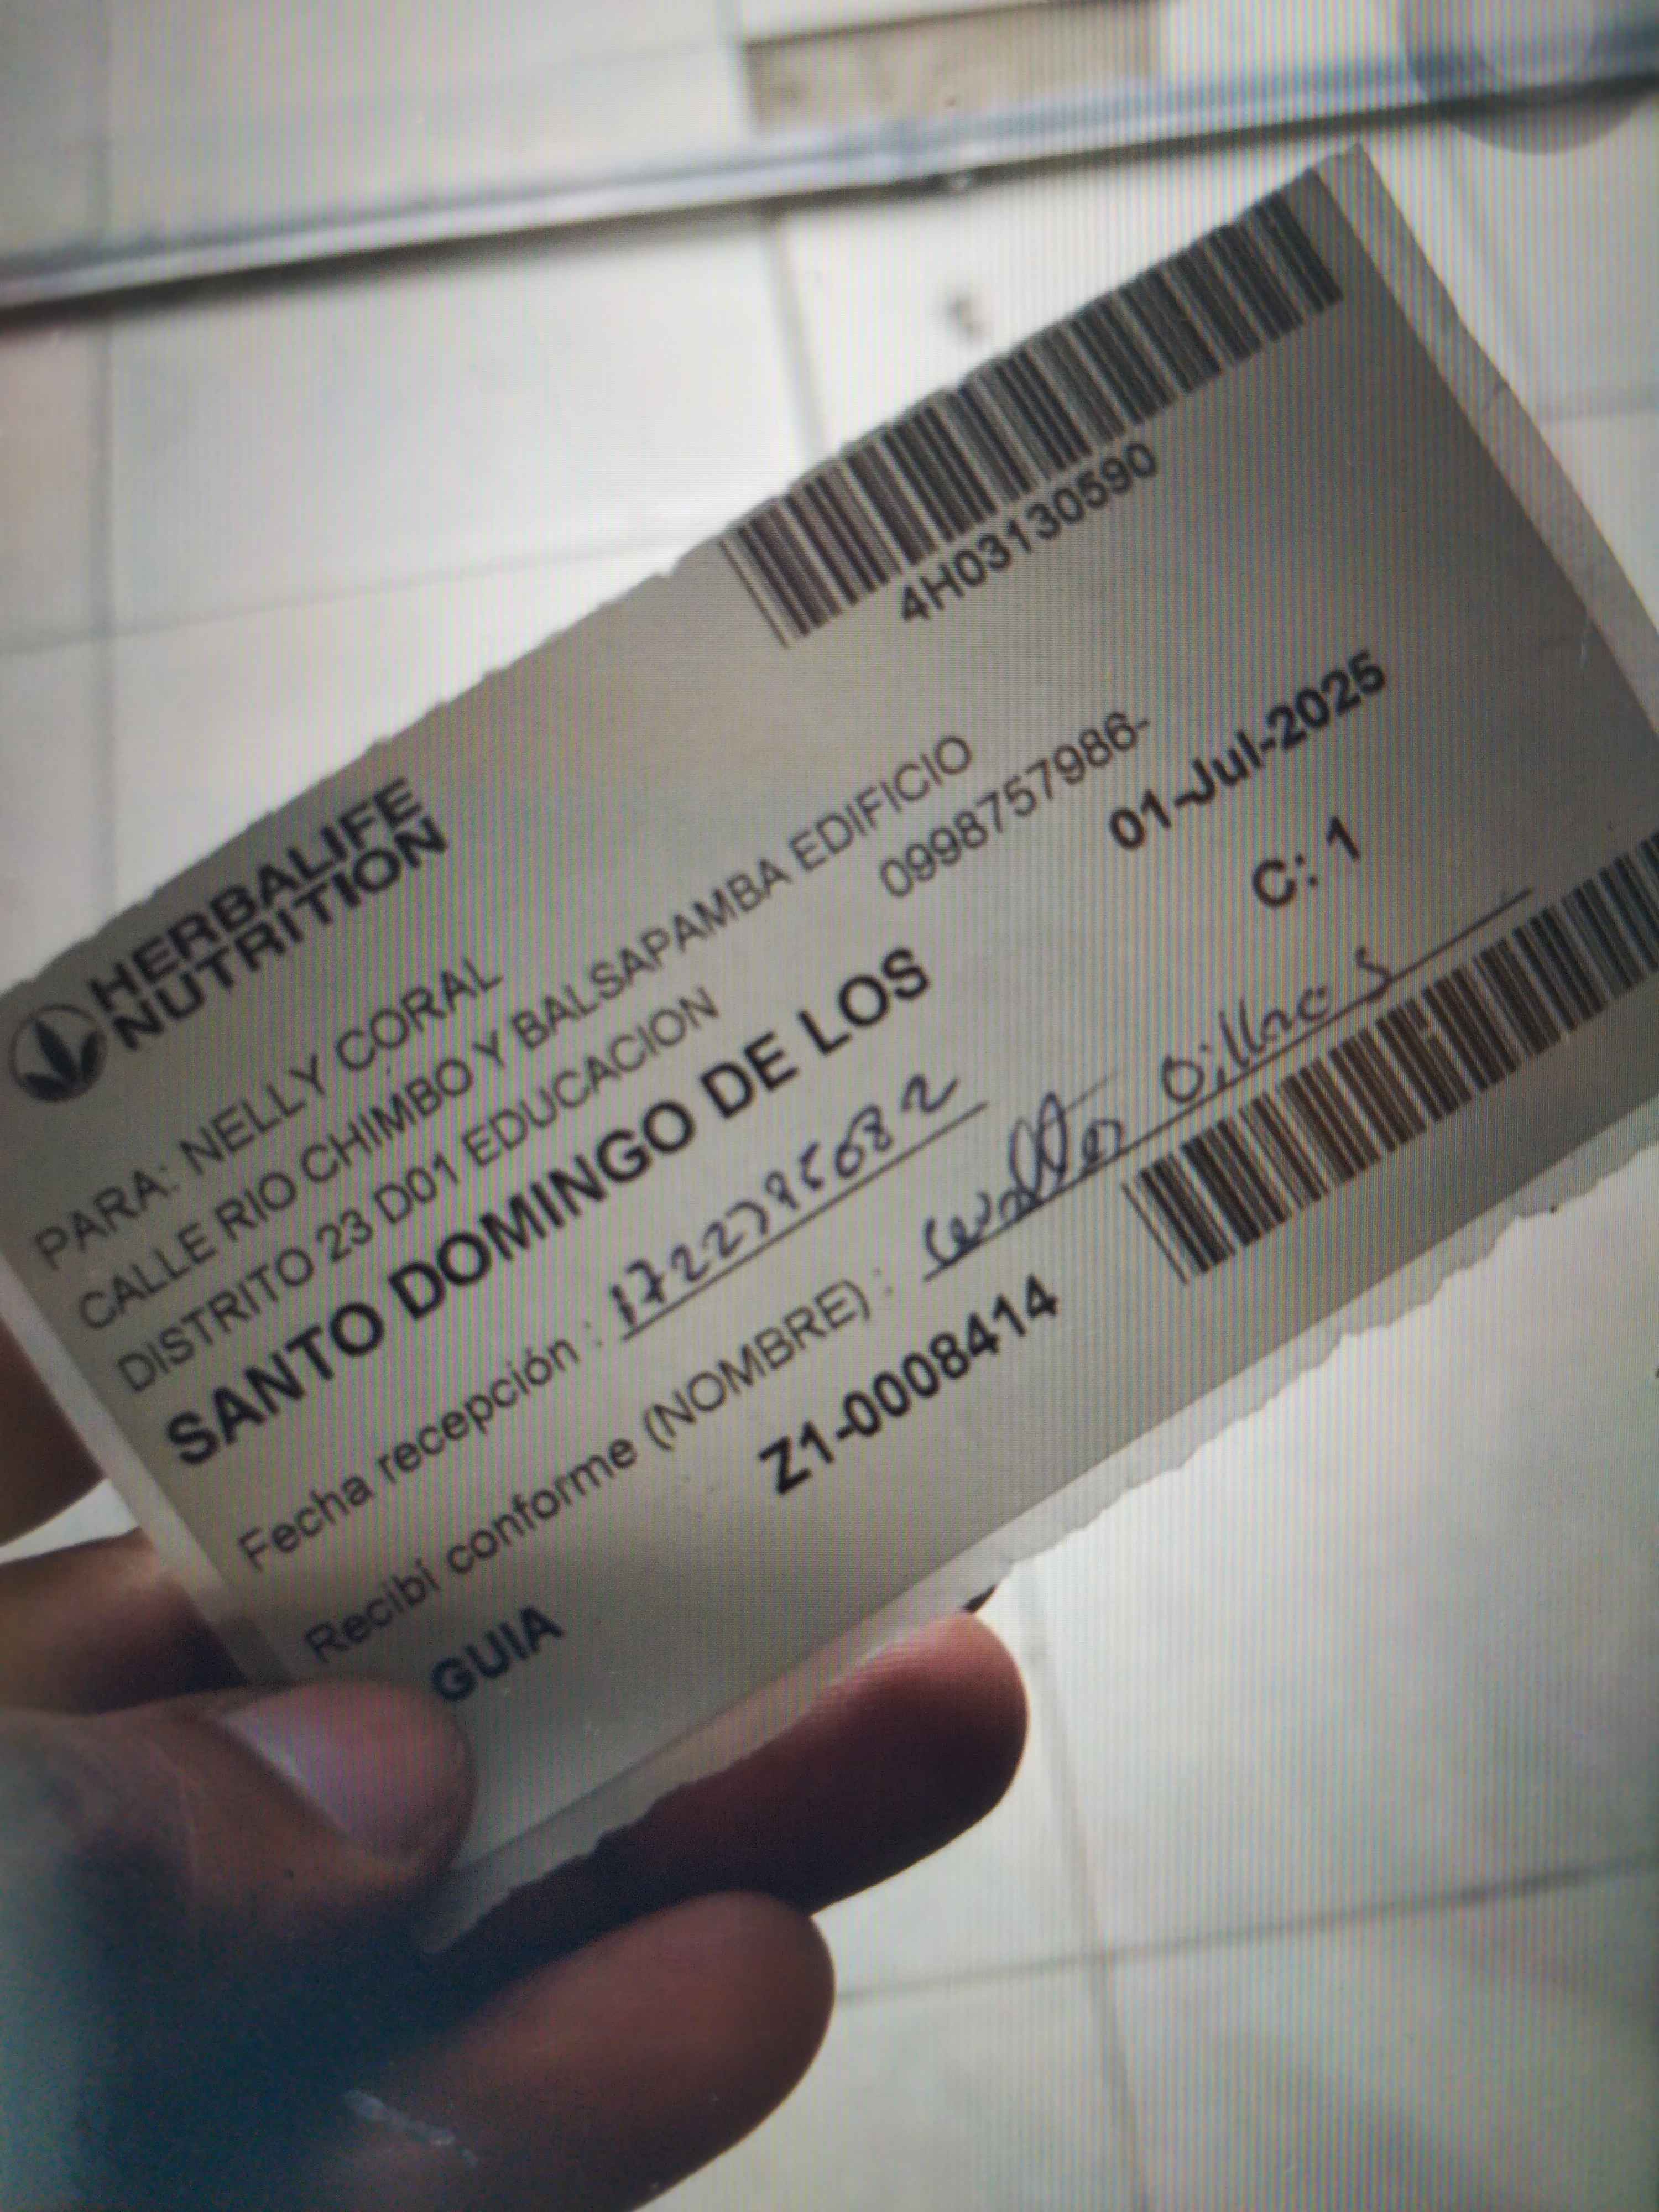 4H03130590
HERBALIFE
NUTRITION
PARA: NELLY CORAL
CALLE RIO CHIMBO Y BALSAPAMBA EDIFICIO
DISTRITO 23 D01 EDUCACION 0998757986-
SANTO DOMINGO DE LOS 01-Jul-2025
Fecha recepción : C: 1
Recibí conforme (NOMBRE) :
GUIA Z1-0008414